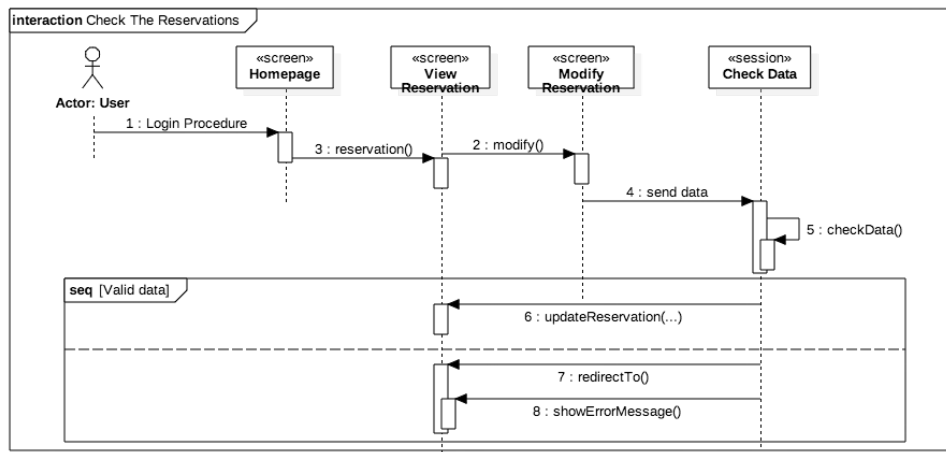 interaction Check The Reservations
«screen»
Homepage
«screen»
View
Reservation
«screen»
Modify
Reservation
«session»
Check Data
Actor: User
1 : Login Procedure
3 : reservation()
2 : modify()
4 : send data
5 : checkData()
seq [Valid data]
6 : updateReservation(...)
7 : redirectTo()
8 : showErrorMessage()